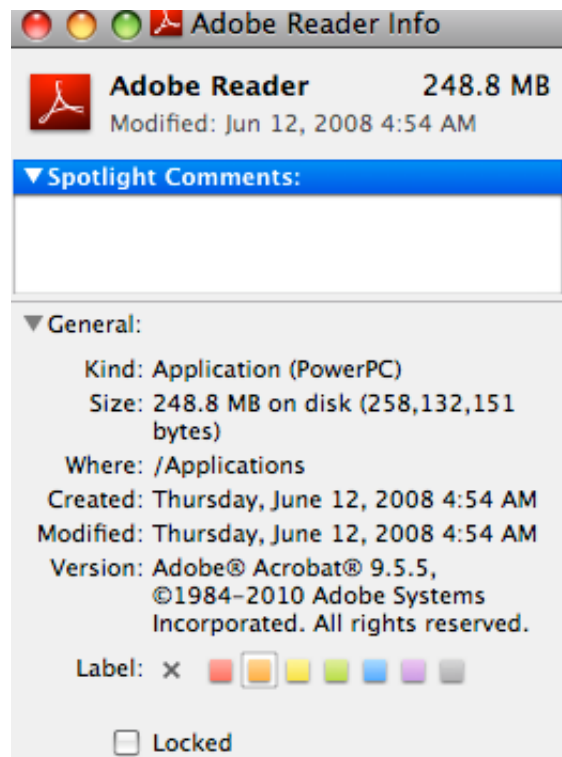 Adobe Reader Info
Adobe Reader 248.8 MB
Modified: Jun 12, 2008 4:54 AM
Spotlight Comments:
General:
Kind: Application (PowerPC)
Size: 248.8 MB on disk (258,132,151
bytes)
Where: /Applications
Created: Thursday, June 12, 2008 4:54 AM
Modified: Thursday, June 12, 2008 4:54 AM
Version: Adobe® Acrobat® 9.5.5,
©1984–2010 Adobe Systems
Incorporated. All rights reserved.
Label:
Locked